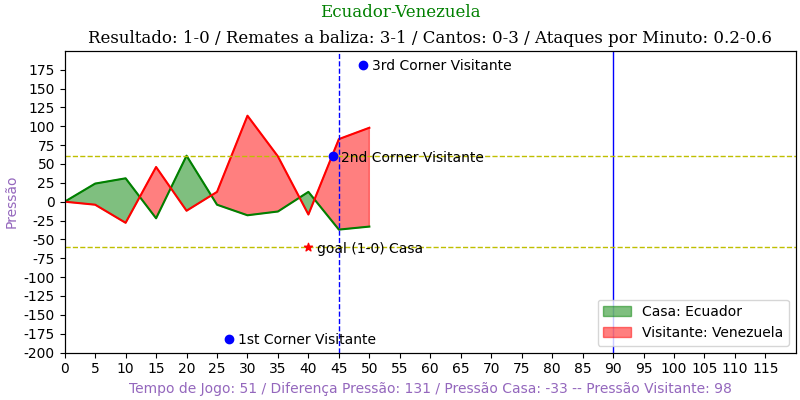 Ecuador-Venezuela
Resultado: 1-0 / Remates a baliza: 3-1 / Cantos: 0-3 / Ataques por Minuto: 0.2-0.6
Pressão
175
150
125
100
75
50
25
0
-25
-50
-75
-100
-125
-150
-175
-200
3rd Corner Visitante
2nd Corner Visitante
goal (1-0) Casa
1st Corner Visitante
Casa: Ecuador
Visitante: Venezuela
0 5 10 15 20 25 30 35 40 45 50 55 60 65 70 75 80 85 90 95 100 105 110 115
Tempo de Jogo: 51 / Diferença Pressão: 131 / Pressão Casa: -33 -- Pressão Visitante: 98